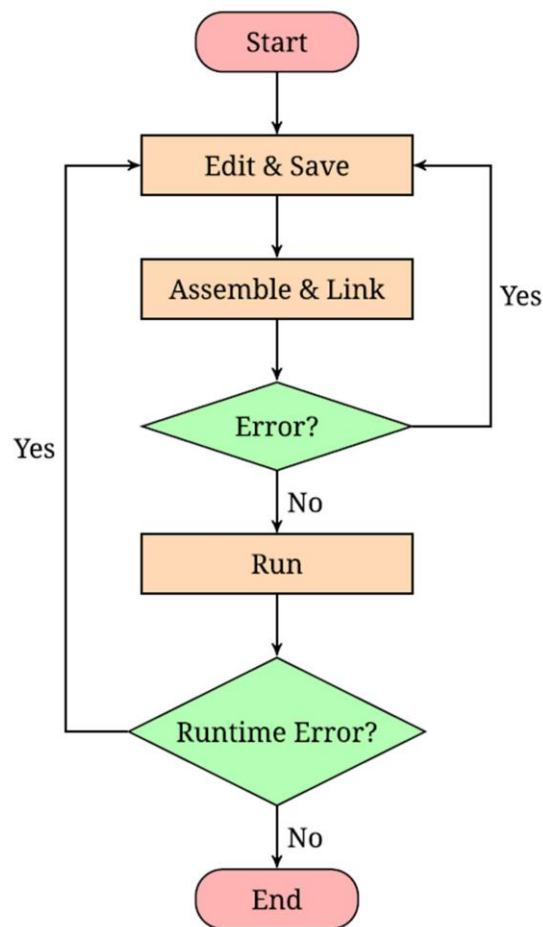 Start
Edit & Save
Assemble & Link
Yes
Error?
Yes
No
Run
Runtime Error?
No
End